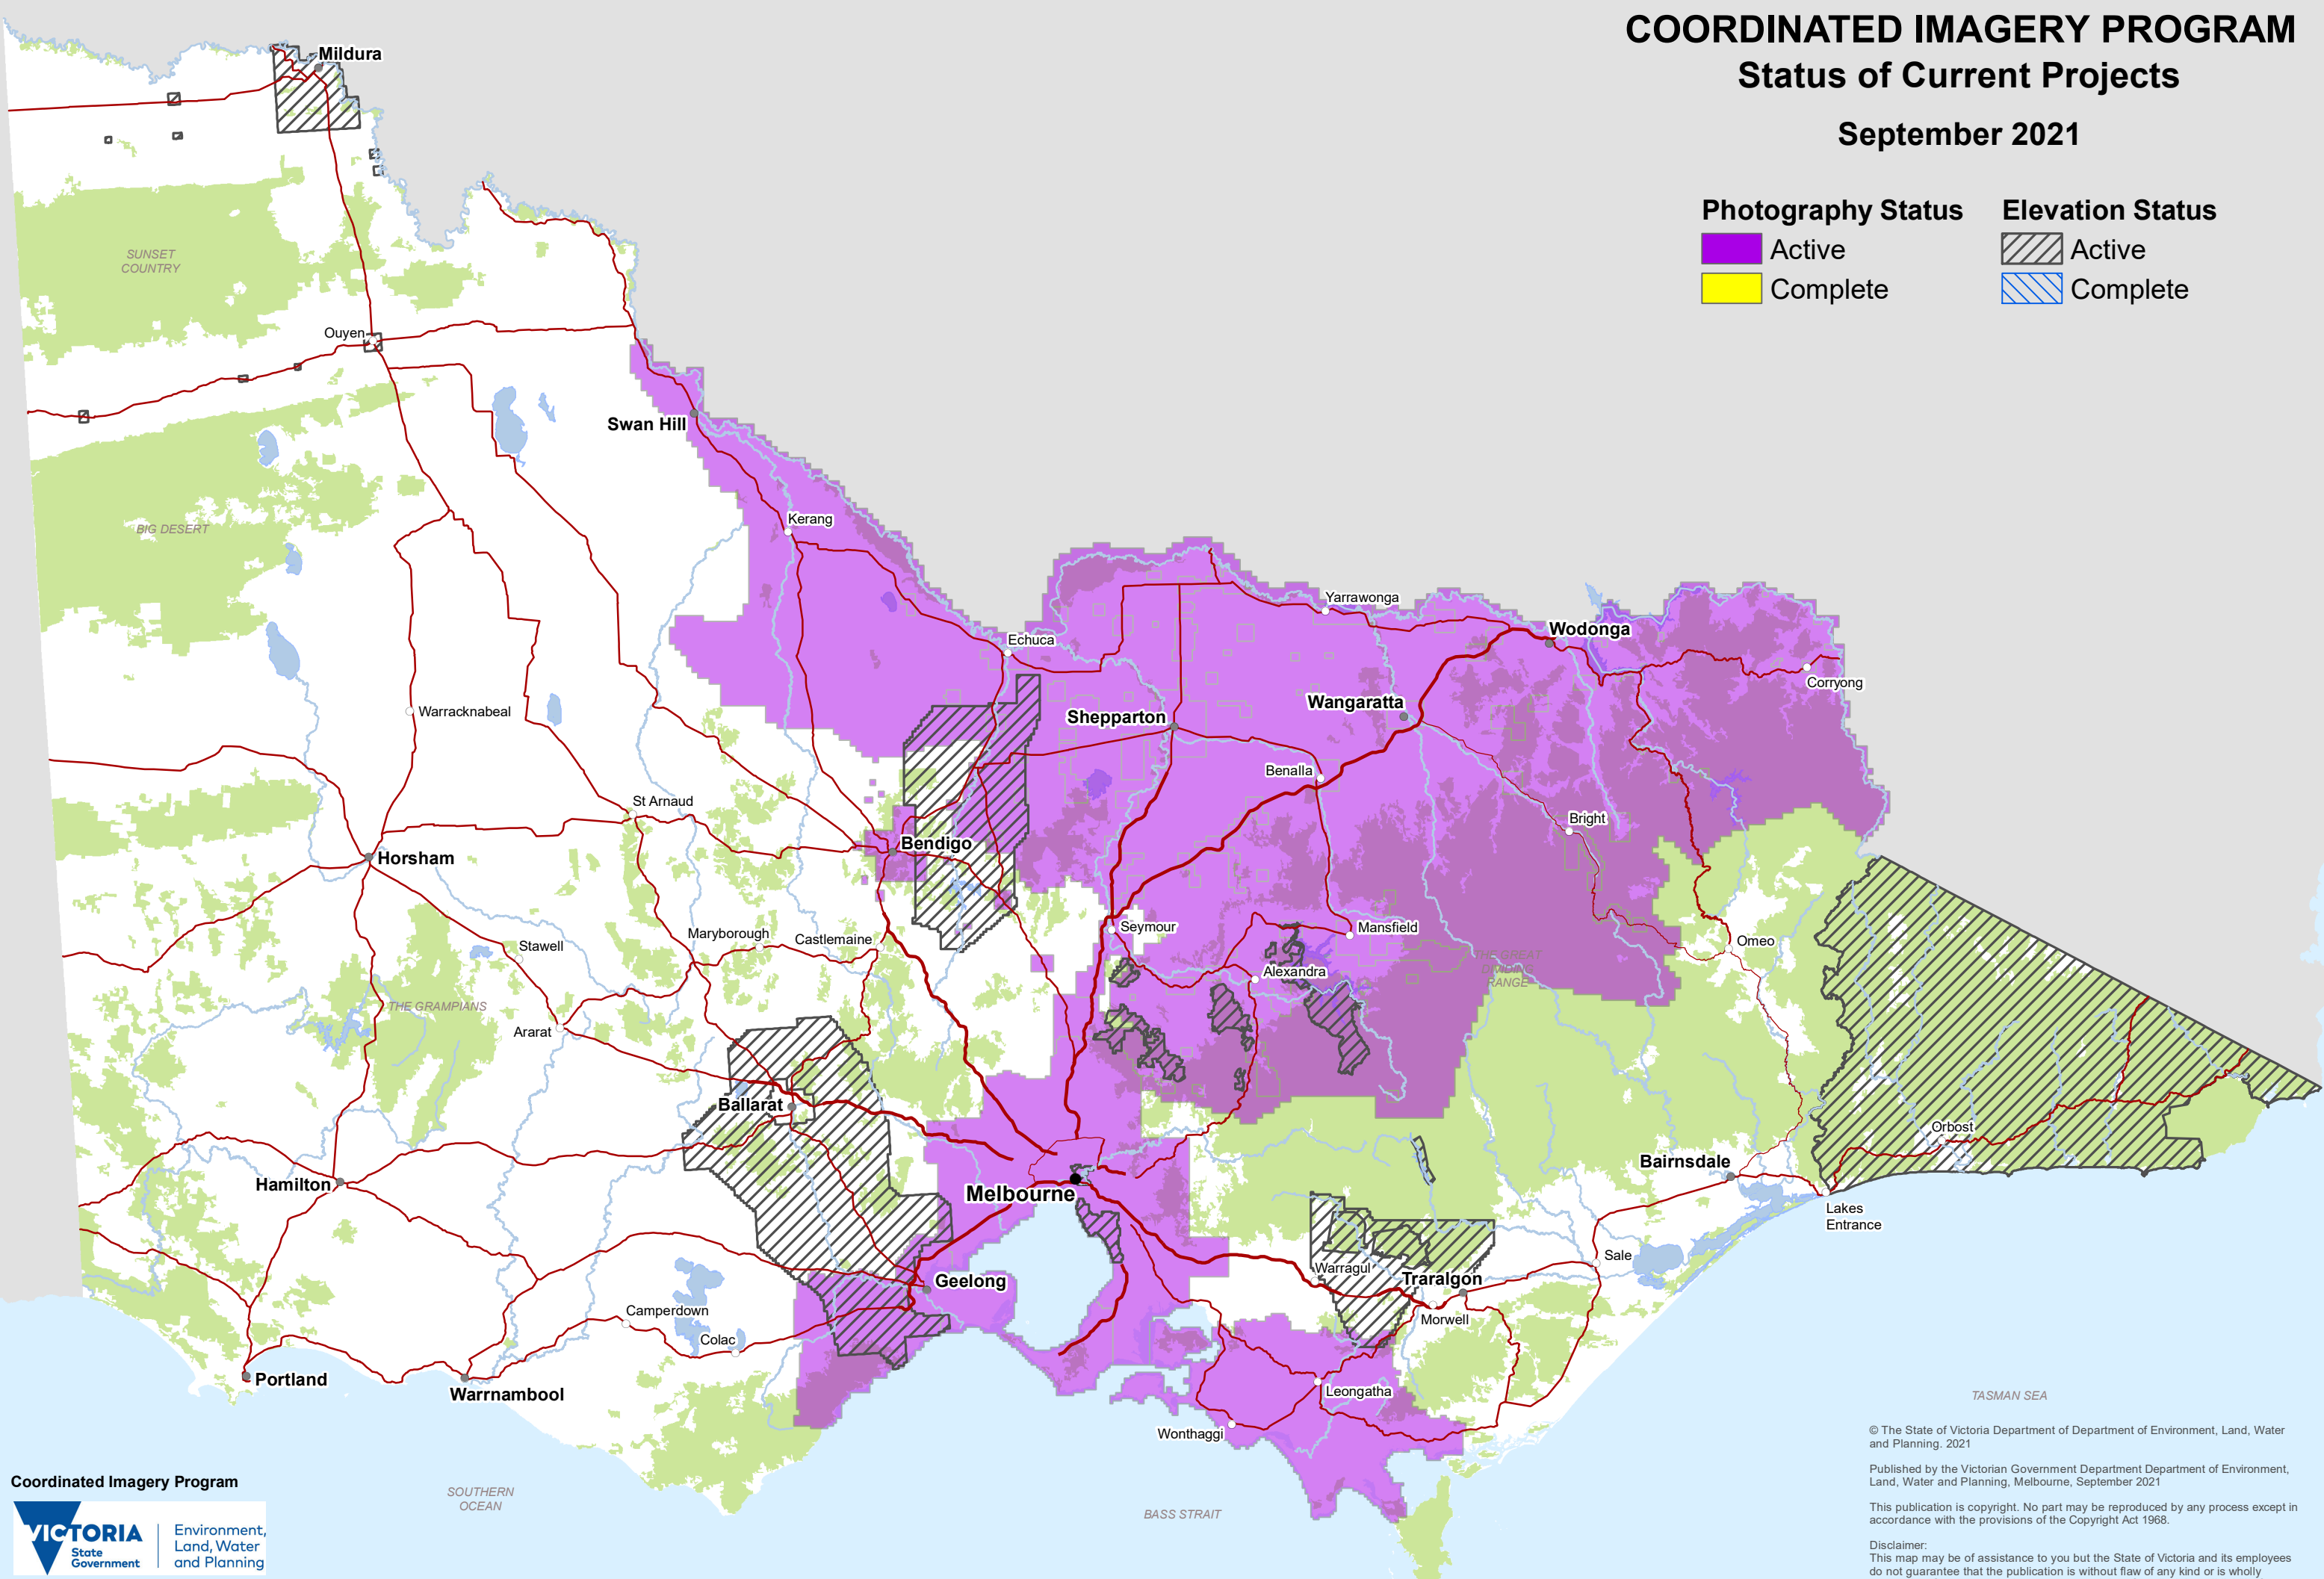 COORDINATED IMAGERY PROGRAM
Status of Current Projects
September 2021
Photography Status
Active
Complete
Elevation Status
Active
Complete
Mildura
SUNSET
COUNTRY
Ouyen
Swan Hill
BIG DESERT
Kerang
Echuca
Yarrawonga
Wodonga
Corryong
Warracknabeal
Shepparton
Wangaratta
Benalla
Bright
St Arnaud
Horsham
Bendigo
Seymour
Mansfield
Maryborough
Castlemaine
Stawell
Omeo
THE GREAT
DIVIDING
RANGE
Alexandra
THE GRAMPIANS
Ararat
Ballarat
Orbost
Bairnsdale
Hamilton
Melbourne
Lakes
Entrance
Sale
Warragul
Traralgon
Geelong
Camperdown
Morwell
Colac
Portland
Warrnambool
Leongatha
Wonthaggi
TASMAN SEA
SOUTHERN
OCEAN
BASS STRAIT
Coordinated Imagery Program
VICTORIA
State
Government
Environment,
Land, Water
and Planning
© The State of Victoria Department of Department of Environment, Land, Water
and Planning. 2021
Published by the Victorian Government Department Department of Environment,
Land, Water and Planning, Melbourne, September 2021
This publication is copyright. No part may be reproduced by any process except in
accordance with the provisions of the Copyright Act 1968.
Disclaimer:
This map may be of assistance to you but the State of Victoria and its employees
do not guarantee that the publication is without flaw of any kind or is wholly